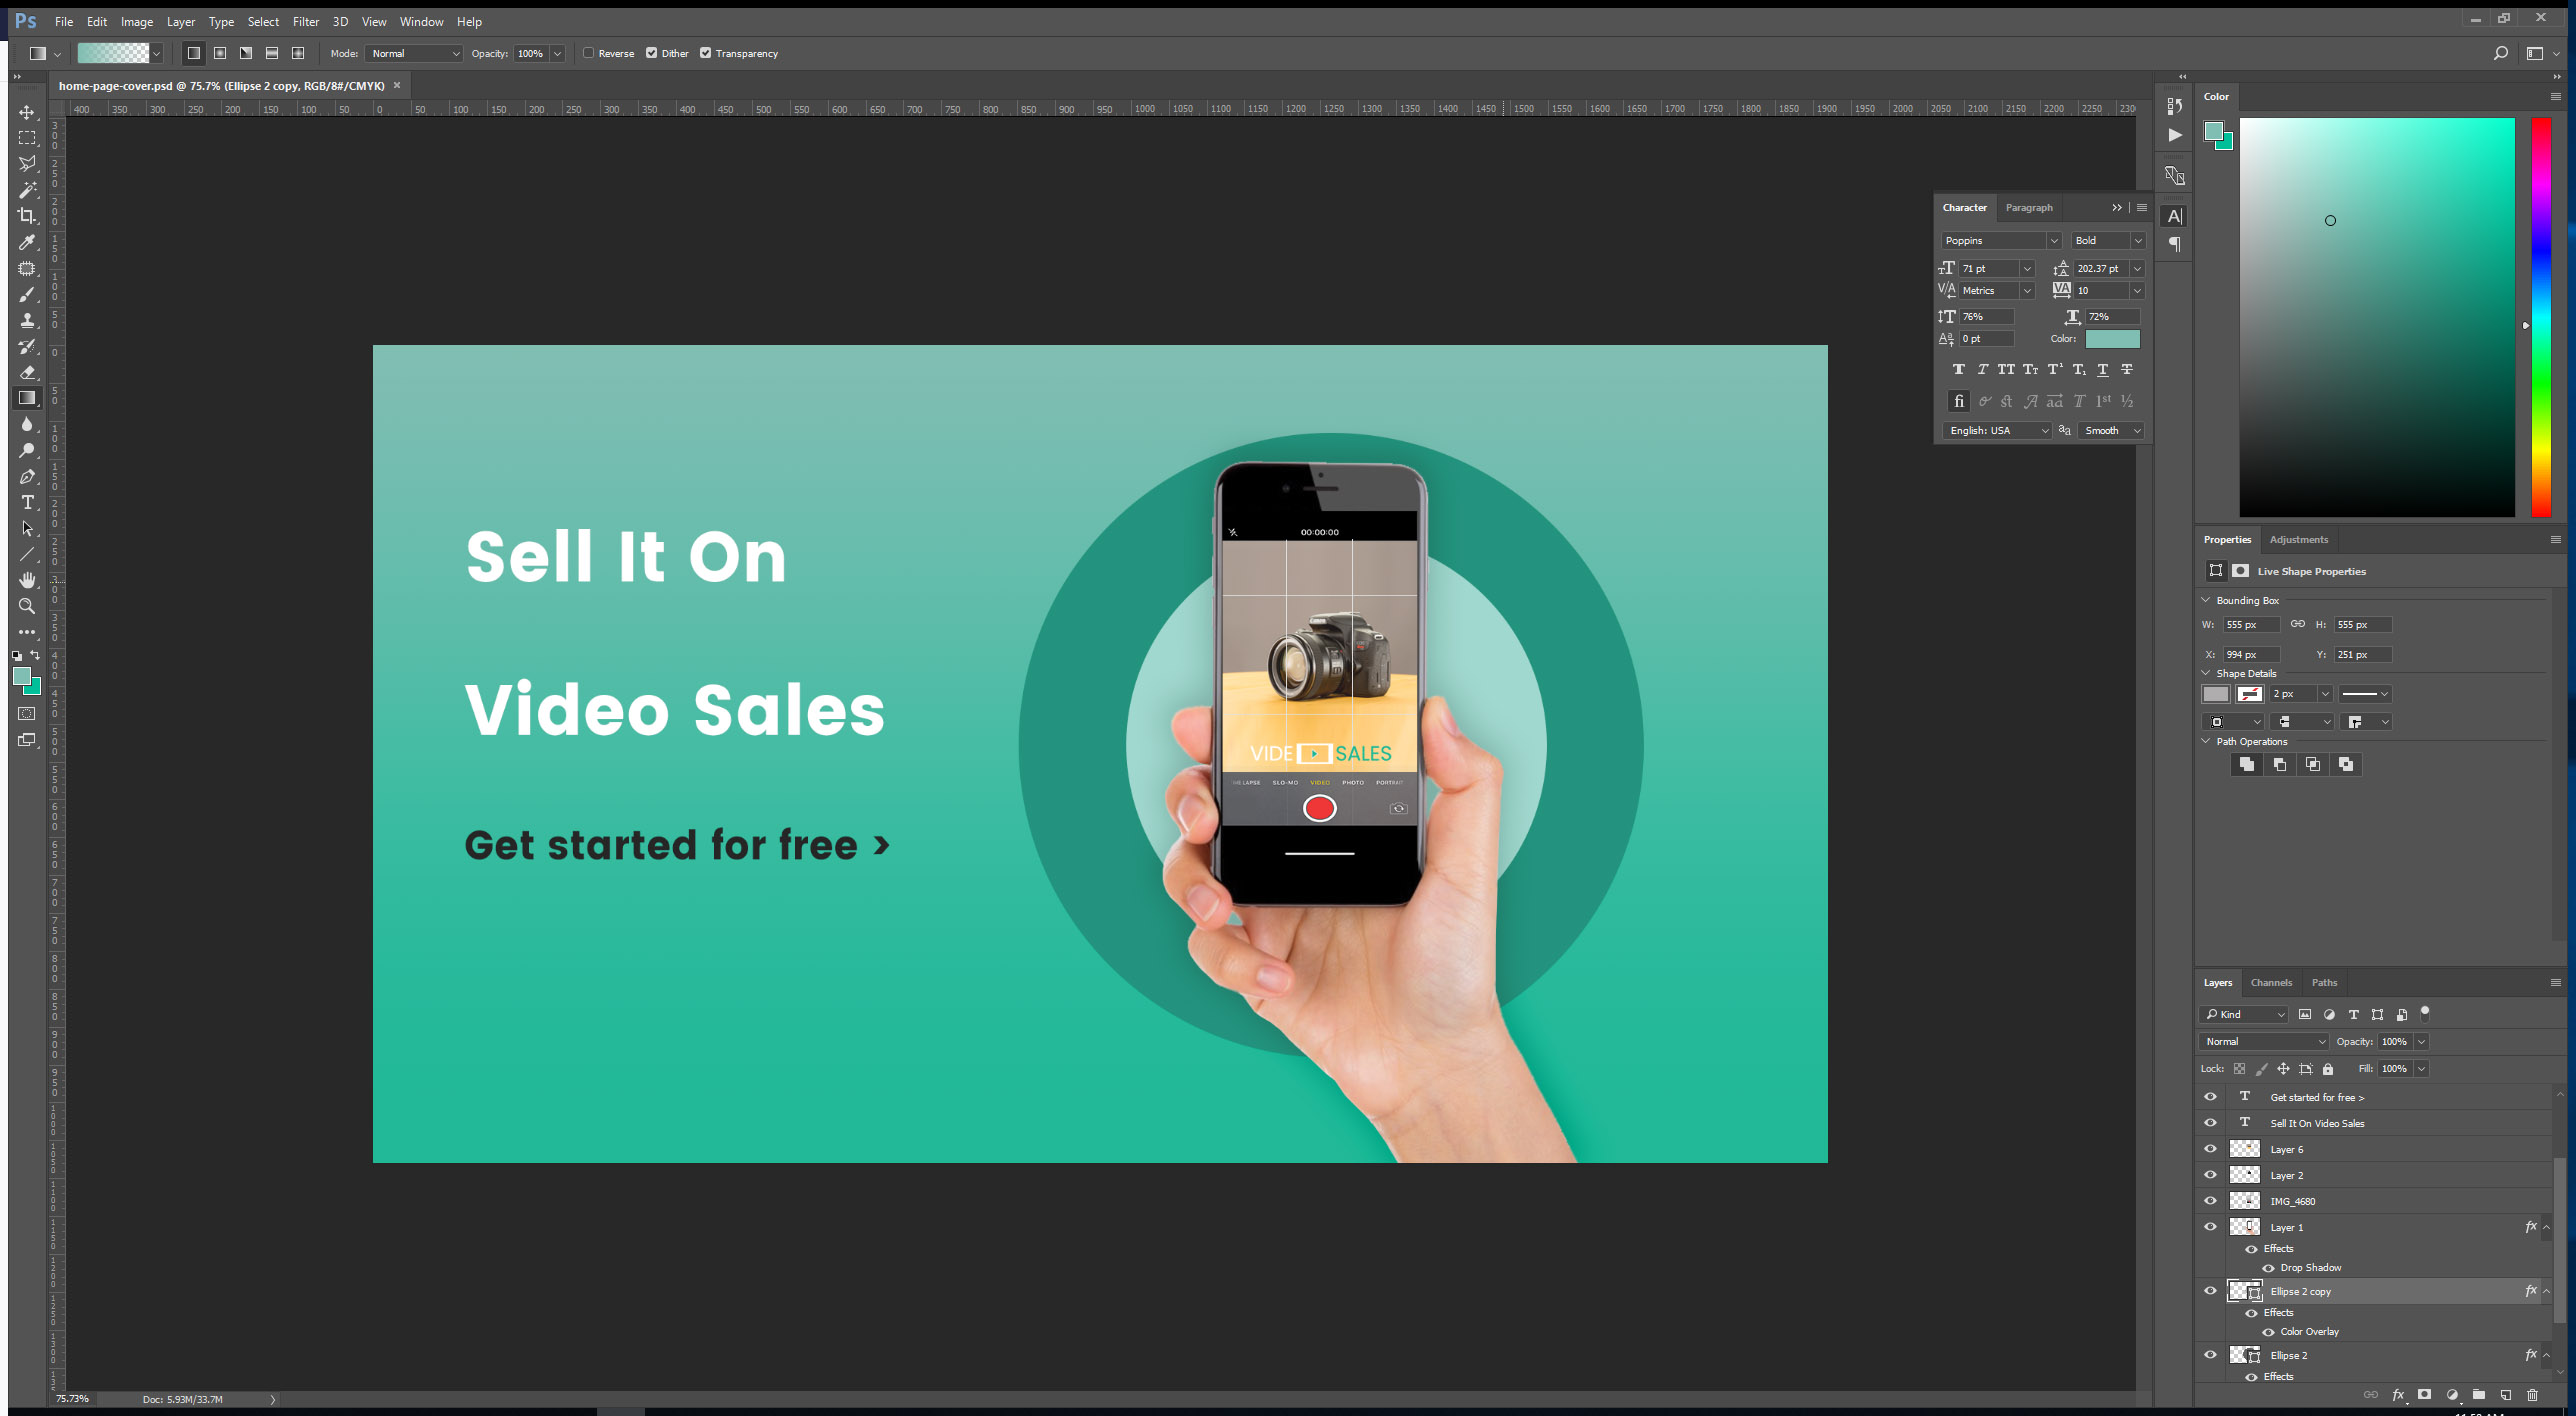 Ps File Edit Image Layer Type Select Filter 3D View Window Help
Mode: Normal Opacity: 100% Reverse Dither Transparency
home-page-cover.psd @ 75.7% (Ellipse 2 copy, RGB/8#/CMYK) ×
400 350 300 250 200 150 100 50 0 50 100 150 200 250 300 350 400 450 500 550 600 650 700 750 800 850 900 950 1000 1050 1100 1150 1200 1250 1300 1350 1400 1450 1500 1550 1600 1650 1700 1750 1800 1850 1900 1950 2000 2050 2100 2150 2200 2250 230
Sell It On
Video Sales
Get started for free >
00:00:00
VIDE SALES
ME LAPSE SLO-MO VIDEO PHOTO PORTRAIT
Character Paragraph
Poppins Bold
71 pt 202.37 pt
Metrics 10
76% 72%
0 pt Color:
English: USA Smooth
Color
Properties Adjustments
Live Shape Properties
Bounding Box
W: 555 px H: 555 px
X: 994 px Y: 251 px
Shape Details
2 px
Path Operations
Layers Channels Paths
Kind
Normal Opacity: 100%
Lock: Fill: 100%
Get started for free >
Sell It On Video Sales
Layer 6
Layer 2
IMG_4680
Layer 1 fx
Effects
Drop Shadow
Ellipse 2 copy fx
Effects
Color Overlay
Ellipse 2 fx
Effects
75.73% Doc: 5.93M/33.7M